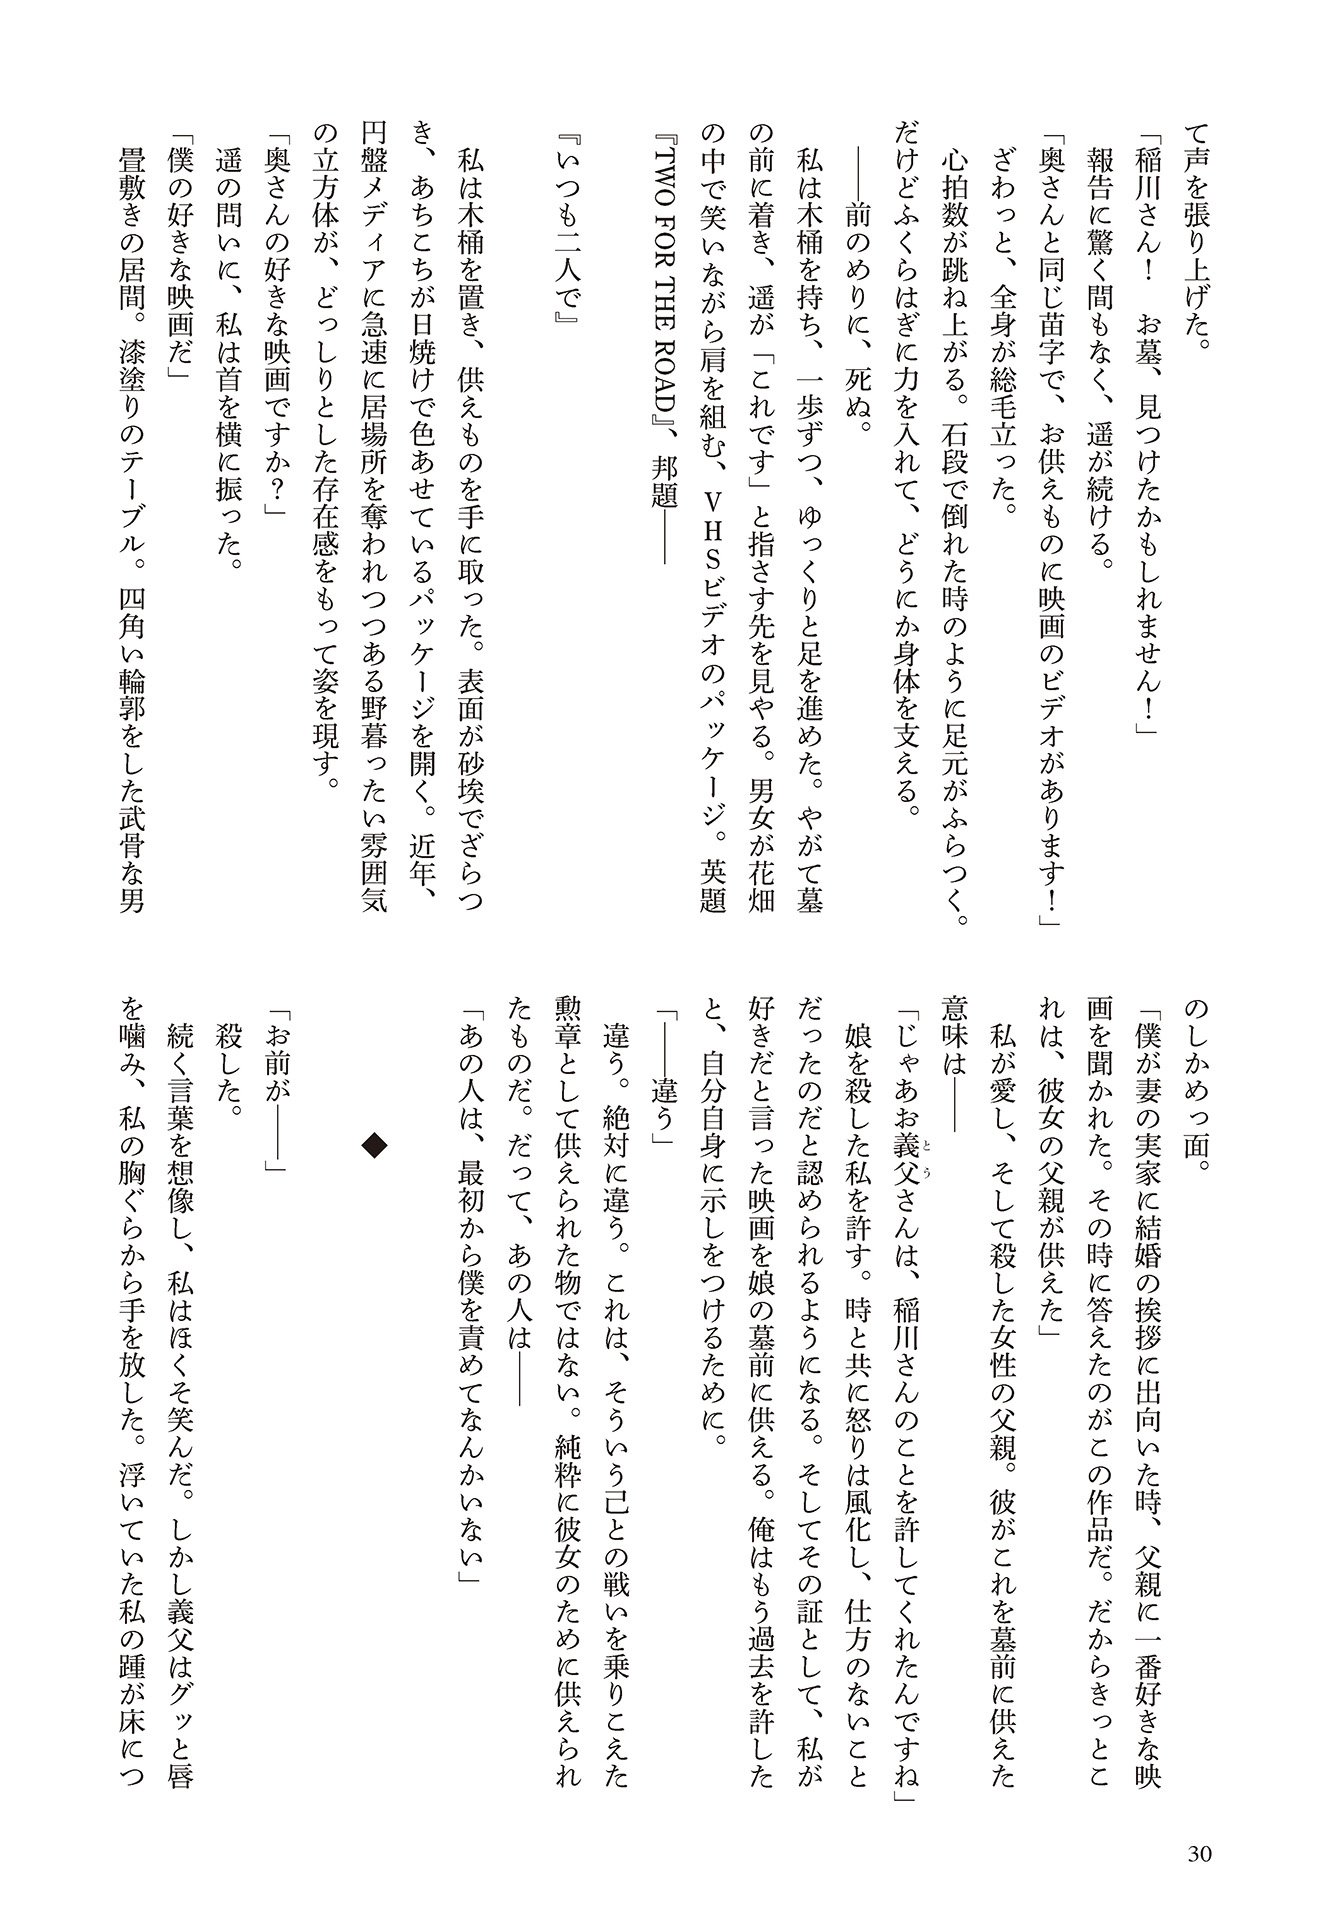 て声を張り上げた。
「稲川さん！　お墓、見つけたかもしれません！」
　報告に驚く間もなく、遥が続ける。
「奥さんと同じ苗字で、お供えものに映画のビデオがあります！」
　ざわっと、全身が総毛立った。
　心拍数が跳ね上がる。石段で倒れた時のように足元がふらつく。
だけどふくらはぎに力を入れて、どうにか身体を支える。
　――前のめりに、死ぬ。
　私は木桶を持ち、一歩ずつ、ゆっくりと足を進めた。やがて墓
の前に着き、遥が「これです」と指さす先を見やる。男女が花畑
の中で笑いながら肩を組む、ＶＨＳビデオのパッケージ。英題
『TWO FOR THE ROAD』、邦題――
『いつも二人で』
　私は木桶を置き、供えものを手に取った。表面が砂埃でざらつ
き、あちこちが日焼けで色あせているパッケージを開く。近年、
円盤メディアに急速に居場所を奪われつつある野暮ったい雰囲気
の立方体が、どっしりとした存在感をもって姿を現す。
「奥さんの好きな映画ですか？」
　遥の問いに、私は首を横に振った。
「僕の好きな映画だ」
　畳敷きの居間。漆塗りのテーブル。四角い輪郭をした武骨な男
のしかめっ面。
「僕が妻の実家に結婚の挨拶に出向いた時、父親に一番好きな映
画を聞かれた。その時に答えたのがこの作品だ。だからきっとこ
れは、彼女の父親が供えた」
　私が愛し、そして殺した女性の父親。彼がこれを墓前に供えた
意味は――
「じゃあお義父さんは、稲川さんのことを許してくれたんですね」
とう
　娘を殺した私を許す。時と共に怒りは風化し、仕方のないこと
だったのだと認められるようになる。そしてその証として、私が
好きだと言った映画を娘の墓前に供える。俺はもう過去を許した
と、自分自身に示しをつけるために。
「――違う」
　違う。絶対に違う。これは、そういう己との戦いを乗りこえた
勲章として供えられた物ではない。純粋に彼女のために供えられ
たものだ。だって、あの人は――
「あの人は、最初から僕を責めてなんかいない」
◆
「お前が――」
　殺した。
　続く言葉を想像し、私はほくそ笑んだ。しかし義父はグッと唇
を噛み、私の胸ぐらから手を放した。浮いていた私の踵が床につ
30